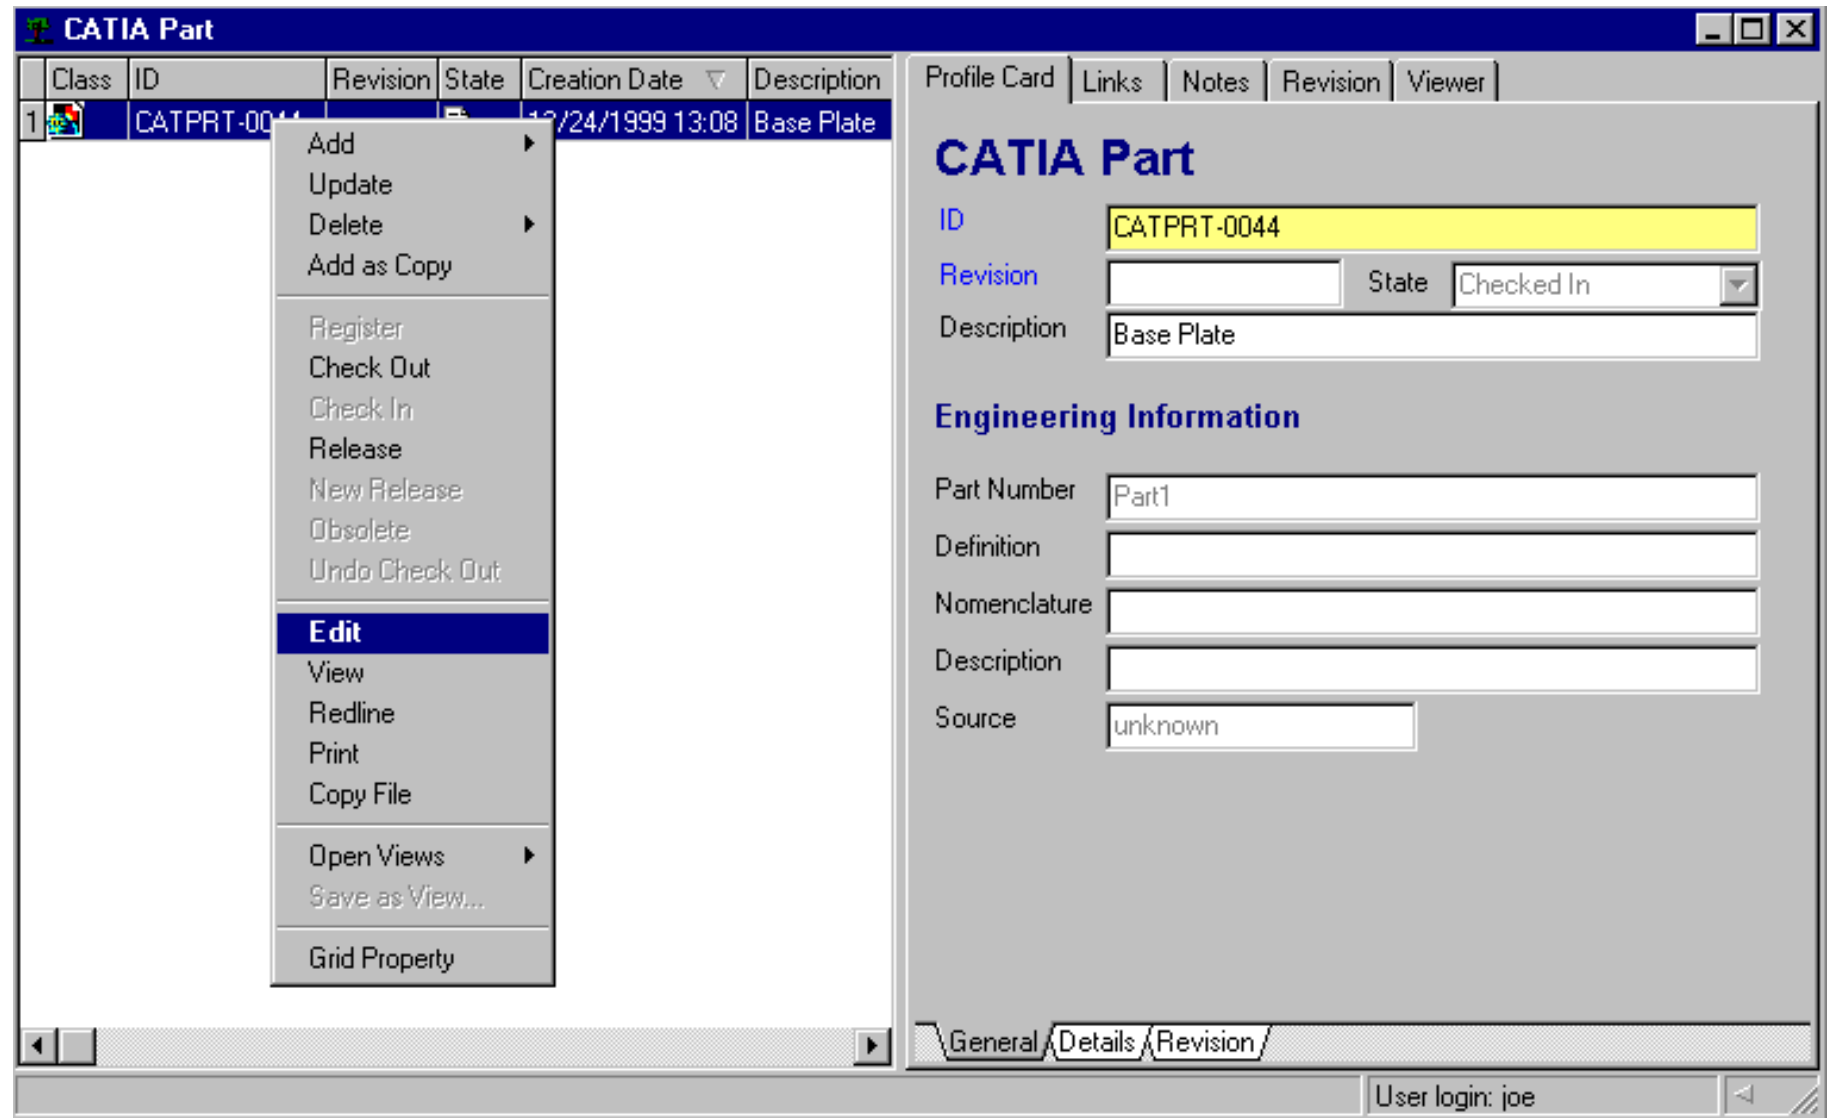 CATIA Part
Class ID Revision State Creation Date Description
1 CATPRT-0044 12/24/1999 13:08 Base Plate
Add
Update
Delete
Add as Copy
Register
Check Out
Check In
Release
New Release
Obsolete
Undo Check Out
Edit
View
Redline
Print
Copy File
Open Views
Save as View...
Grid Property
Profile Card Links Notes Revision Viewer
CATIA Part
ID CATPRT-0044
Revision State Checked In
Description Base Plate
Engineering Information
Part Number Part1
Definition
Nomenclature
Description
Source unknown
General Details Revision
User login: joe